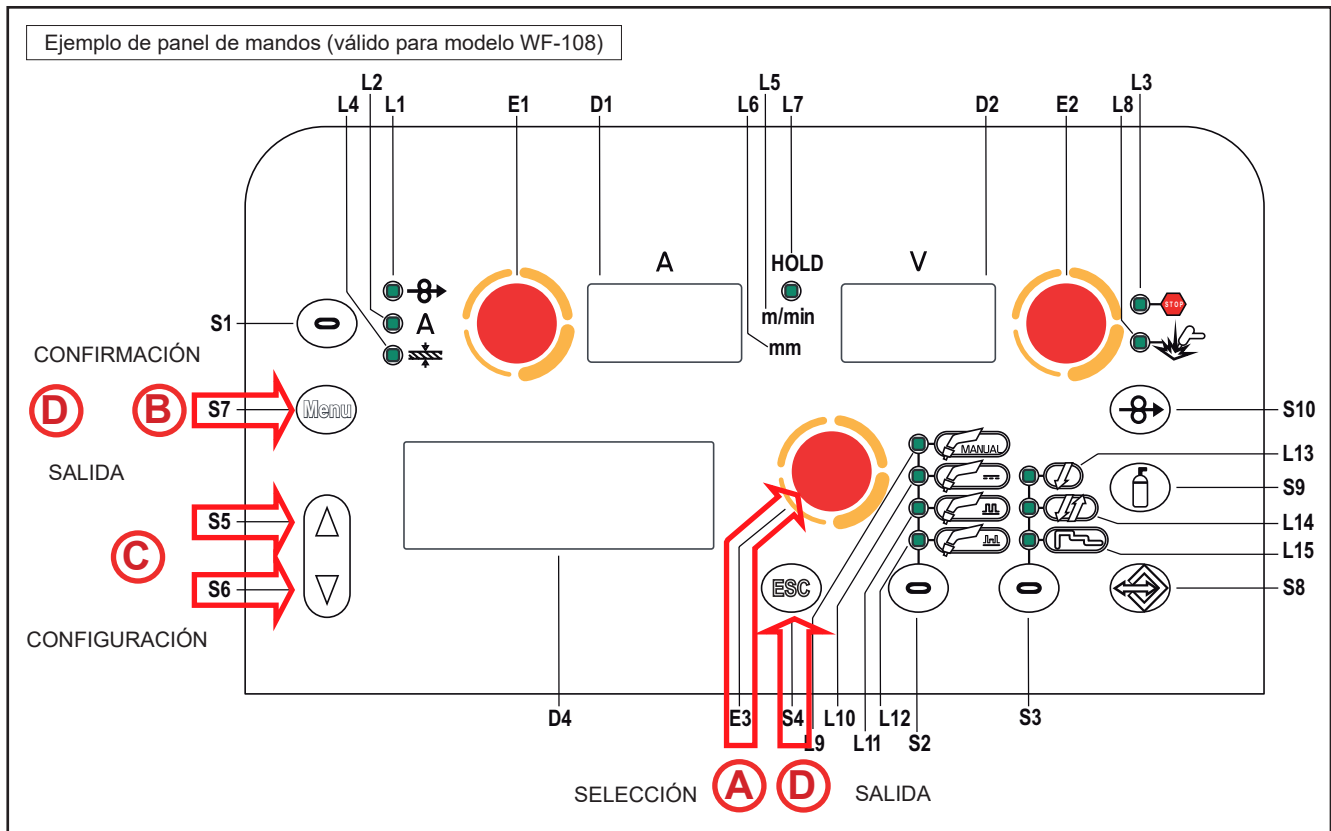 Ejemplo de panel de mandos (válido para modelo WF-108)
L2 L5 L3
L4 L1 E1 D1 L6 L7 D2 E2 L8
A HOLD V
m/min
mm
S1 A
STOP
CONFIRMACIÓN
D B S7 Menu
SALIDA
S10
MANUAL
L13
S9
L14
L15
S5
C
S6
CONFIGURACIÓN
ESC
S8
D4 E3 S4 L10 L12 S3
L9 L11 S2
SELECCIÓN A D SALIDA